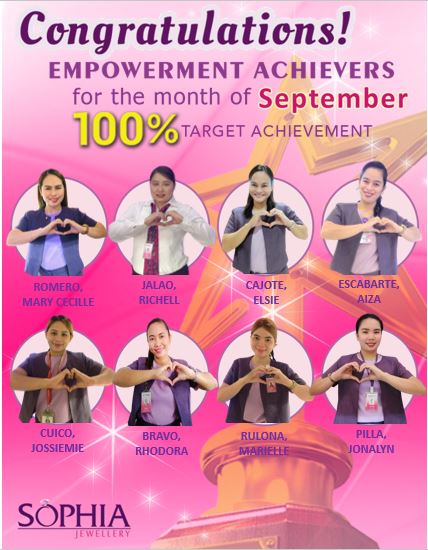 Congratulations!
EMPOWERMENT ACHIEVERS
for the month of September
100% TARGET ACHIEVEMENT
ROMERO,
MARY CECILLE
JALAO,
RICHELL
CAJOTE,
ELSIE
ESCABARTE,
AIZA
CUICO,
JOSSIEMIE
BRAVO,
RHODORA
RULONA,
MARIELLE
PILLA,
JONALYN
SOPHIA
JEWELLERY